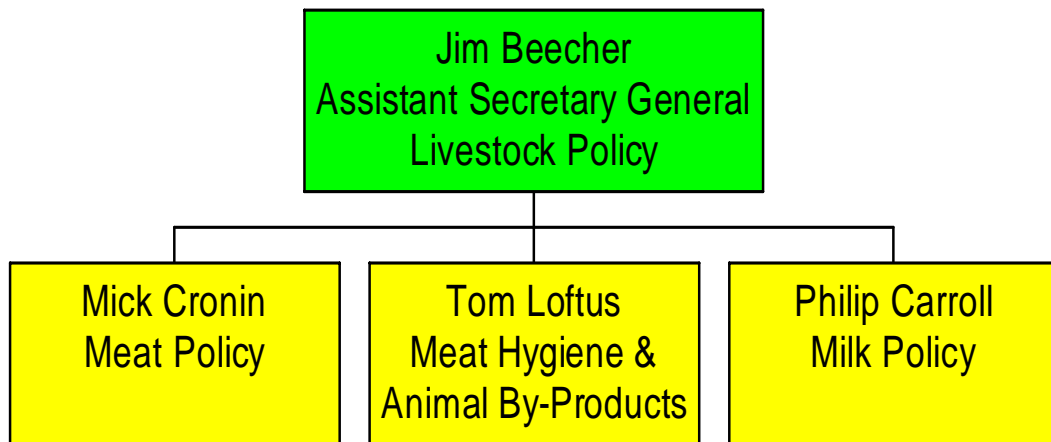 Jim Beecher
Assistant Secretary General
Livestock Policy
Mick Cronin
Meat Policy
Tom Loftus
Meat Hygiene &
Animal By-Products
Philip Carroll
Milk Policy